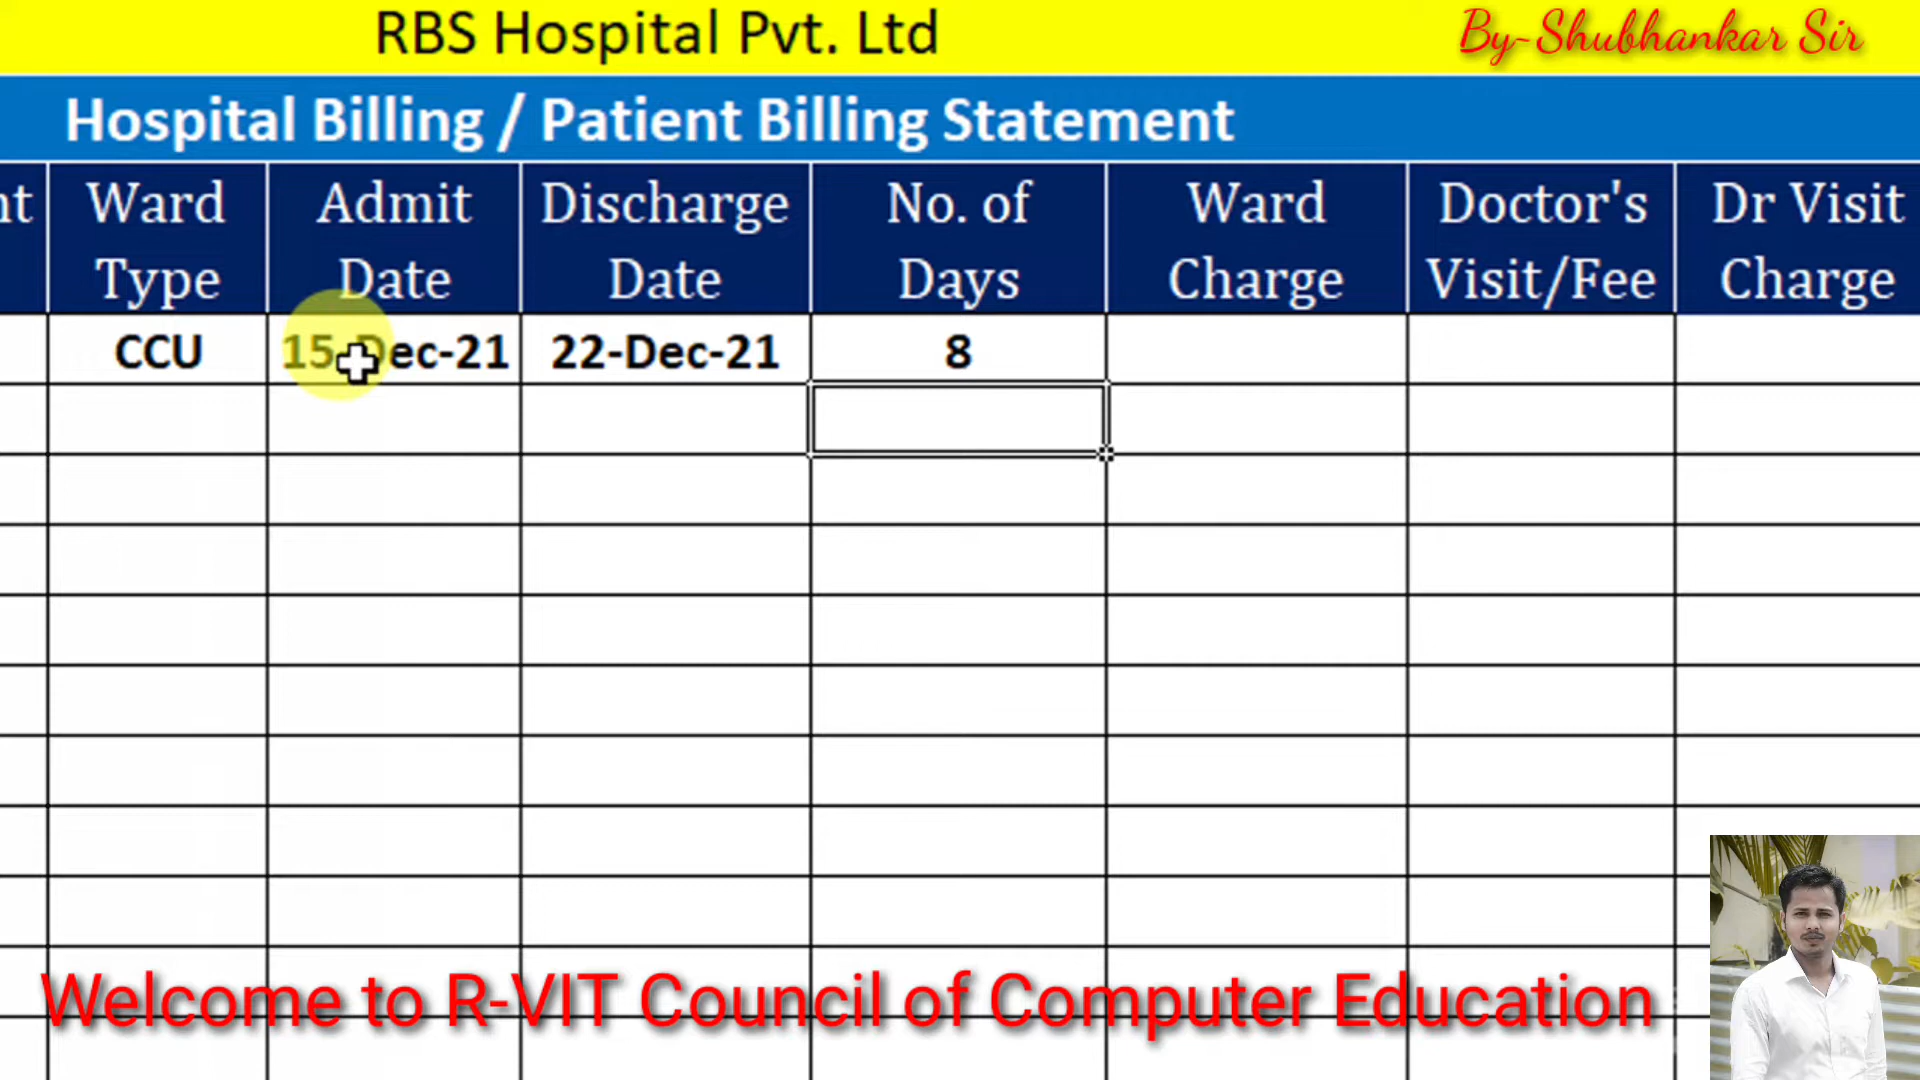 RBS Hospital Pvt. Ltd
By-Shubhankar Sir
Hospital Billing / Patient Billing Statement
nt
Ward Type
Admit Date
Discharge Date
No. of Days
Ward Charge
Doctor's Visit/Fee
Dr Visit Charge
CCU 15-Dec-21 22-Dec-21 8
Welcome to R-VIT Council of Computer Education